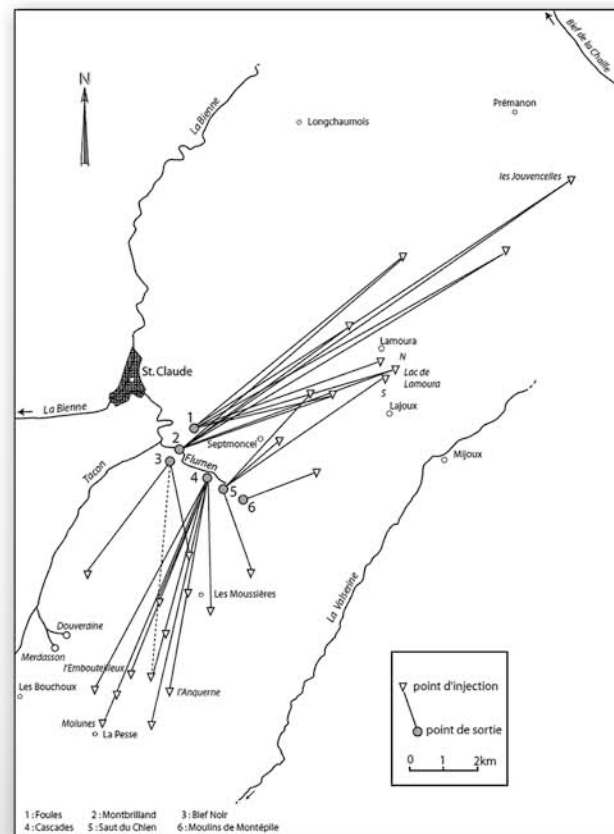 Bief de la Chaille
N
La Bienne
Longchaumois
Prémanon
les Jouvencelles
Lamoura
N
Lac de
Lamoura
S
Lajoux
St. Claude
La Bienne
1
2
Septmoncel
Flumen
3
4
5
6
Mijoux
Tacon
La Valserine
Les Moussières
Douveraine
Merdasson
l'Embouteilleux
Les Bouchoux
l'Anquerne
Molunes
La Pesse
point d'injection
point de sortie
0 1 2km
1 : Foules 2 : Montbrilland 3 : Bief Noir
4 : Cascades 5 : Saut du Chien 6 : Moulins de Montépile